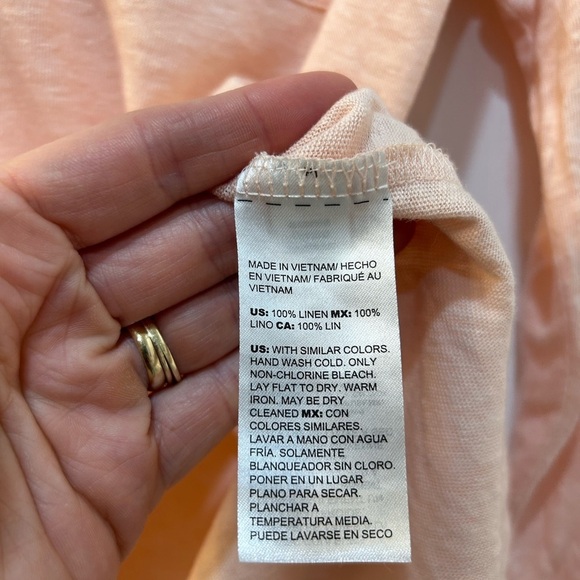 MADE IN VIETNAM/ HECHO
EN VIETNAM/ FABRIQUÉ AU
VIETNAM
US: 100% LINEN MX: 100%
LINO CA: 100% LIN
US: WITH SIMILAR COLORS.
HAND WASH COLD. ONLY
NON-CHLORINE BLEACH.
LAY FLAT TO DRY. WARM
IRON. MAY BE DRY
CLEANED MX: CON
COLORES SIMILARES.
LAVAR A MANO CON AGUA
FRÍA. SOLAMENTE
BLANQUEADOR SIN CLORO.
PONER EN UN LUGAR
PLANO PARA SECAR.
PLANCHAR A
TEMPERATURA MEDIA.
PUEDE LAVARSE EN SECO